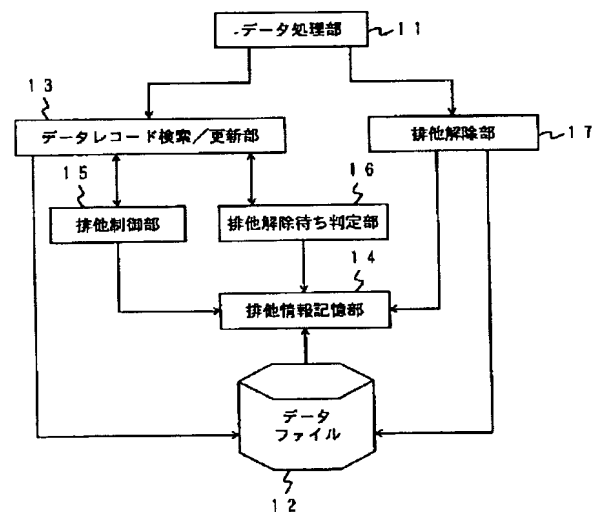 データ処理部
11
13
データレコード検索/更新部
排他解除部
17
15
16
排他制御部
排他解除待ち判定部
14
排他情報記憶部
データ
ファイル
12